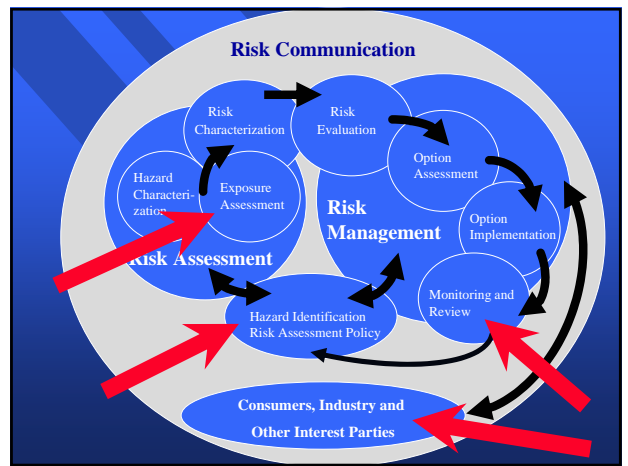 Risk Communication
Risk
Characterization
Risk
Evaluation
Hazard
Characteri-
zation
Exposure
Assessment
Option
Assessment
Risk
Management
Option
Implementation
Risk Assessment
Monitoring and
Review
Hazard Identification
Risk Assessment Policy
Consumers, Industry and
Other Interest Parties